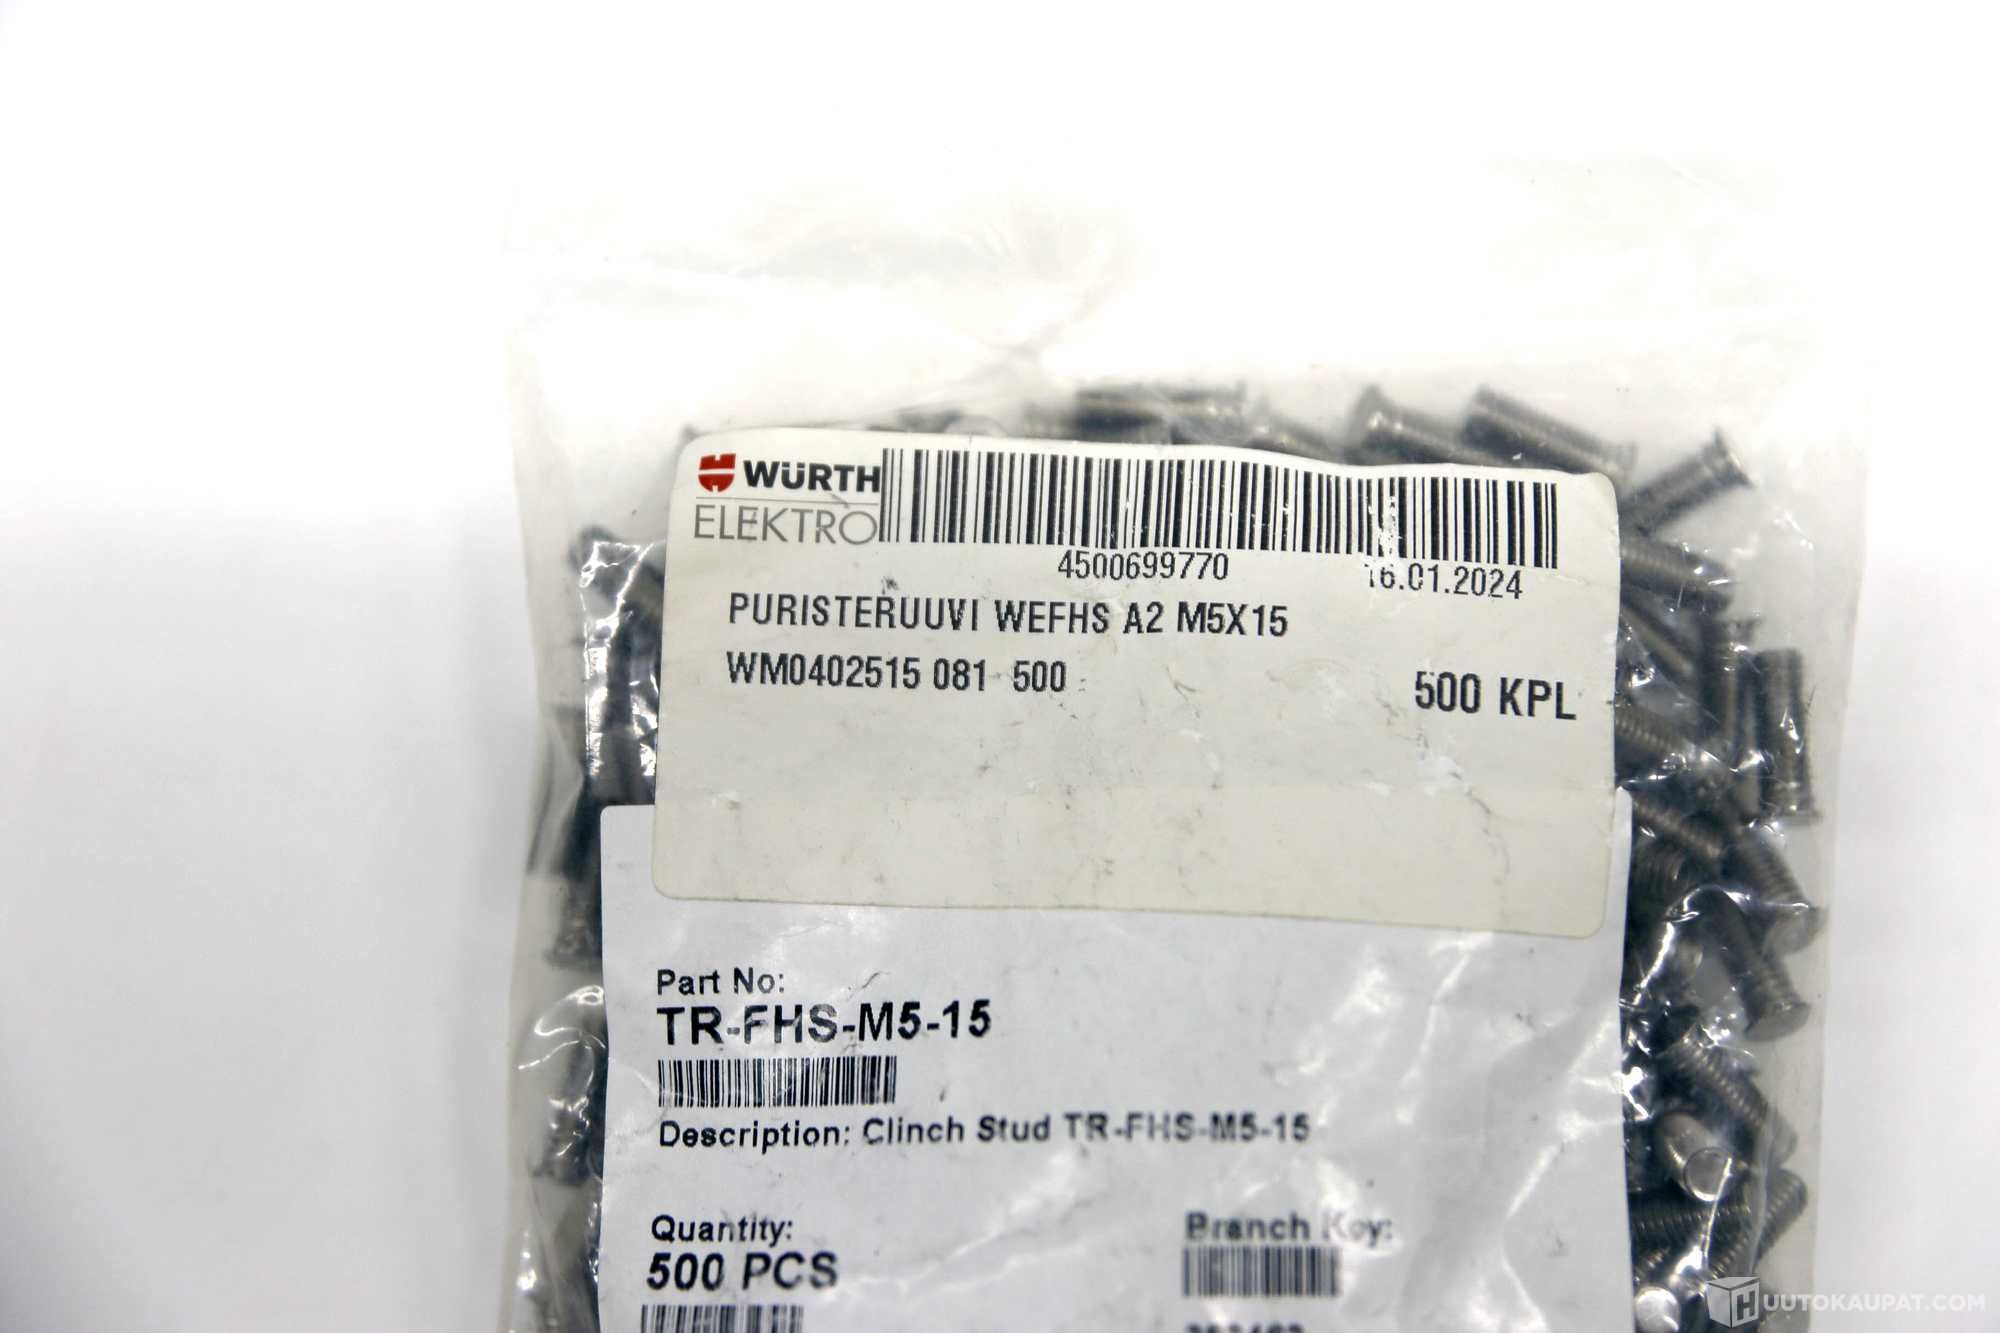 WÜRTH
ELEKTRO
4500699770 16.01.2024
PURISTERUUVI WEFHS A2 M5X15
WM0402515 081 500
500 KPL
Part No:
TR-FHS-M5-15
Description: Clinch Stud TR-FHS-M5-15
Quantity:
500 PCS
Branch Key:
HUUTOKAUPAT.COM